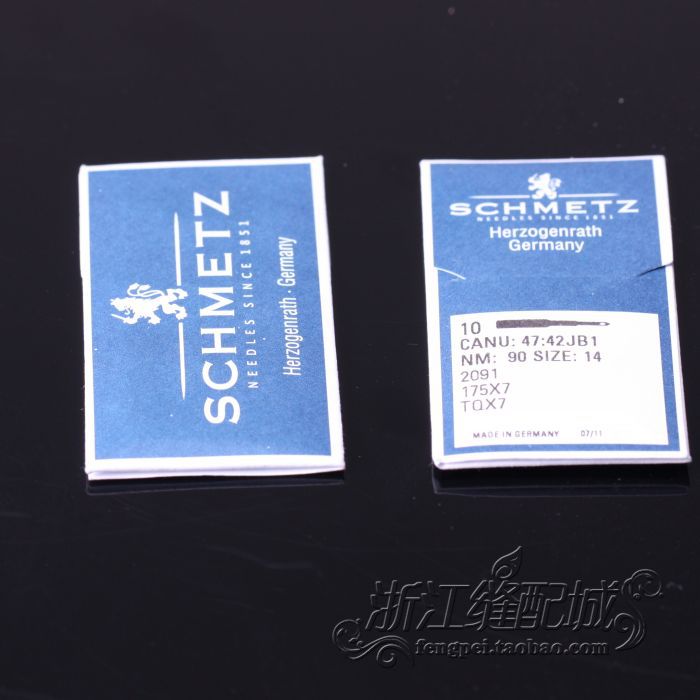 SCHMETZ
NEEDLES SINCE 1851
Herzogenrath · Germany
SCHMETZ
NEEDLES SINCE 1851
Herzogenrath
Germany
10
CANU: 47:42JB1
NM: 90 SIZE: 14
2091
175X7
TQX7
MADE IN GERMANY 07/11
浙江缝配城
fengpei.taobao.com